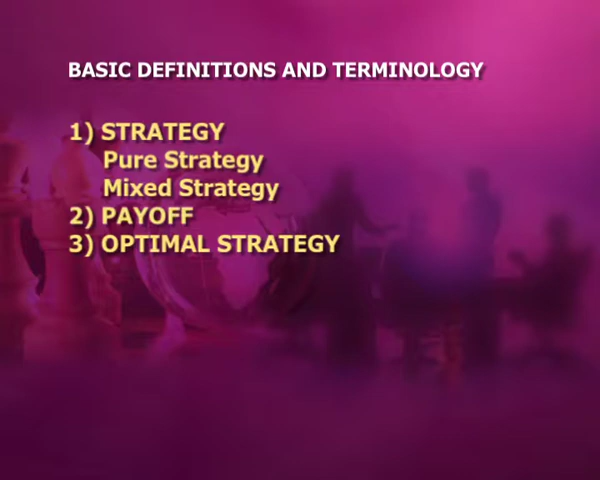 BASIC DEFINITIONS AND TERMINOLOGY
1) STRATEGY
Pure Strategy
Mixed Strategy
2) PAYOFF
3) OPTIMAL STRATEGY